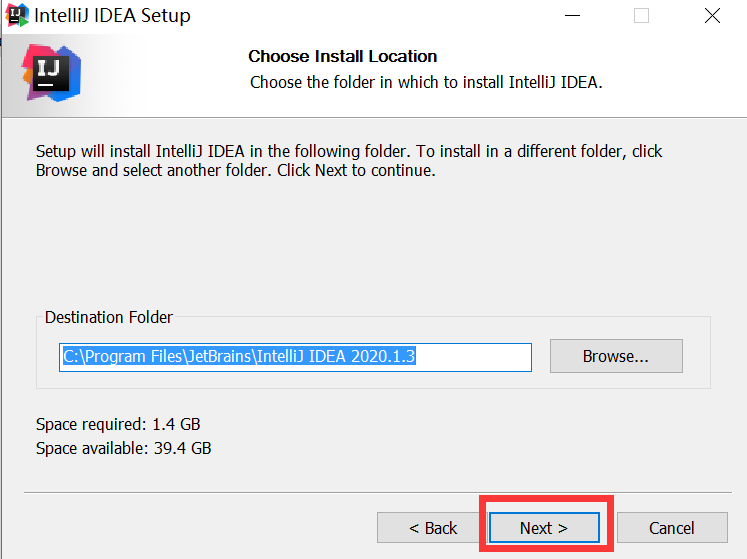 IntelliJ IDEA Setup
IJ
Choose Install Location
Choose the folder in which to install IntelliJ IDEA.
Setup will install IntelliJ IDEA in the following folder. To install in a different folder, click
Browse and select another folder. Click Next to continue.
Destination Folder
C:\Program Files\JetBrains\IntelliJ IDEA 2020.1.3
Browse...
Space required: 1.4 GB
Space available: 39.4 GB
< Back
Next >
Cancel